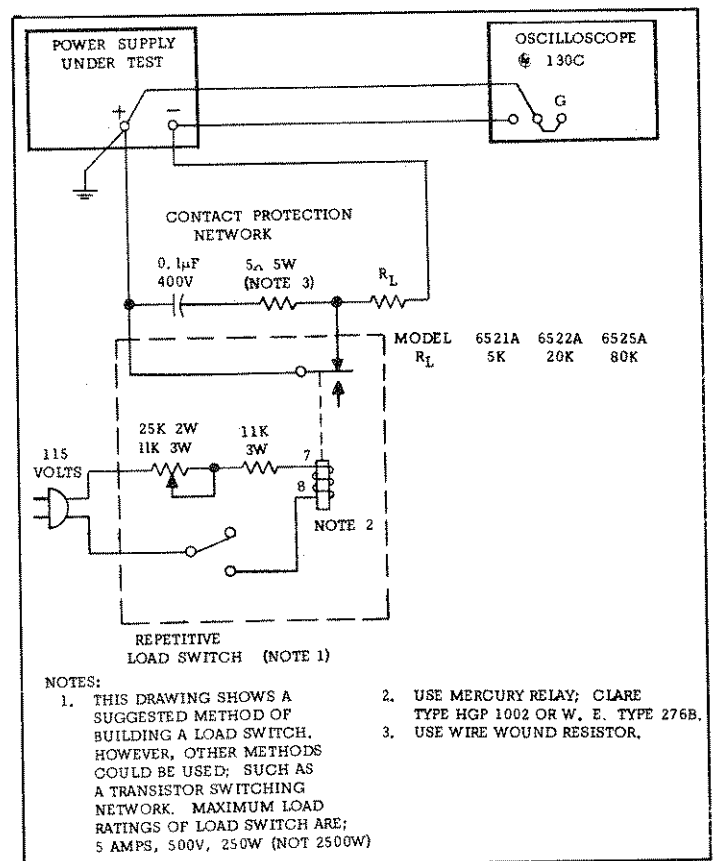 POWER SUPPLY
UNDER TEST
+
−
OSCILLOSCOPE
130C
G
CONTACT PROTECTION
NETWORK
0.1μF
400V
5Ω 5W
(NOTE 3)
RL
MODEL 6521A 6522A 6525A
RL 5K 20K 80K
25K 2W
11K 3W
11K
3W
115
VOLTS
7
8
NOTE 2
REPETITIVE
LOAD SWITCH (NOTE 1)
NOTES:
1. THIS DRAWING SHOWS A
SUGGESTED METHOD OF
BUILDING A LOAD SWITCH.
HOWEVER, OTHER METHODS
COULD BE USED; SUCH AS
A TRANSISTOR SWITCHING
NETWORK. MAXIMUM LOAD
RATINGS OF LOAD SWITCH ARE;
5 AMPS, 500V, 250W (NOT 2500W)
2. USE MERCURY RELAY; CLARE
TYPE HGP 1002 OR W. E. TYPE 276B.
3. USE WIRE WOUND RESISTOR.